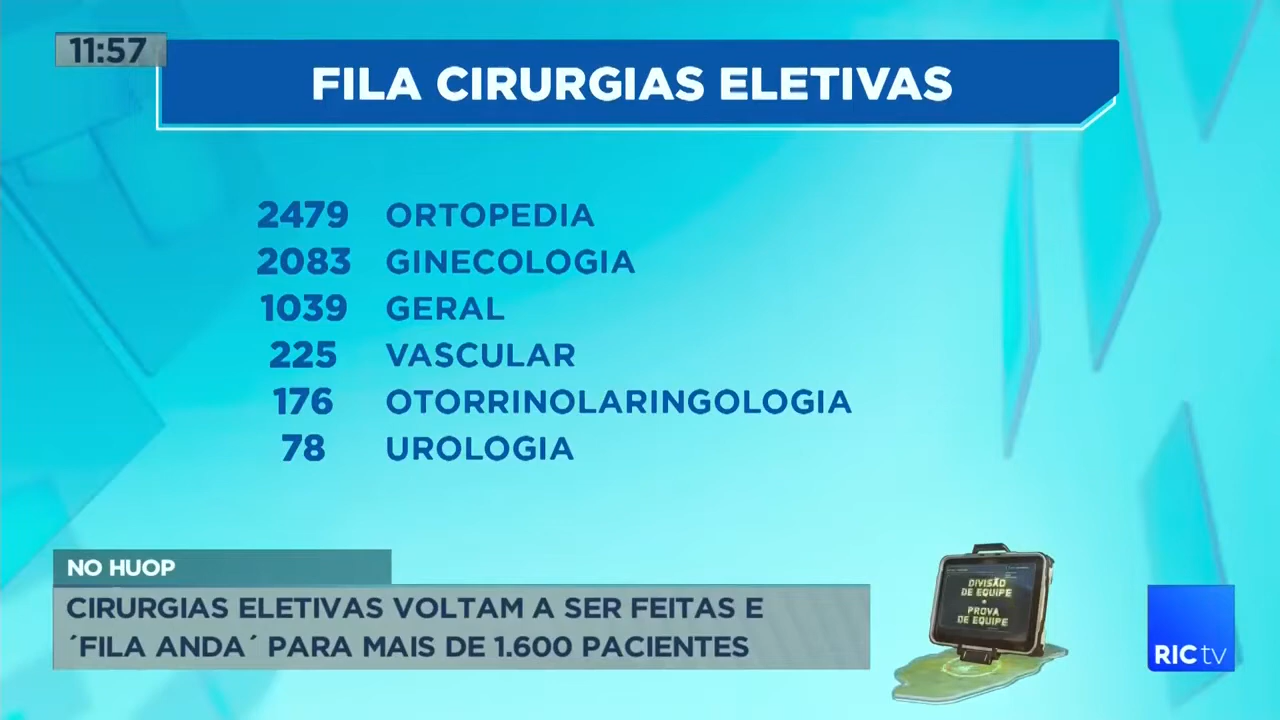 11:57
FILA CIRURGIAS ELETIVAS
2479 ORTOPEDIA
2083 GINECOLOGIA
1039 GERAL
225 VASCULAR
176 OTORRINOLARINGOLOGIA
78 UROLOGIA
NO HUOP
CIRURGIAS ELETIVAS VOLTAM A SER FEITAS E
´FILA ANDA´ PARA MAIS DE 1.600 PACIENTES
DIVISÃO
DE EQUIPE
•
PROVA
DE EQUIPE
RICtv